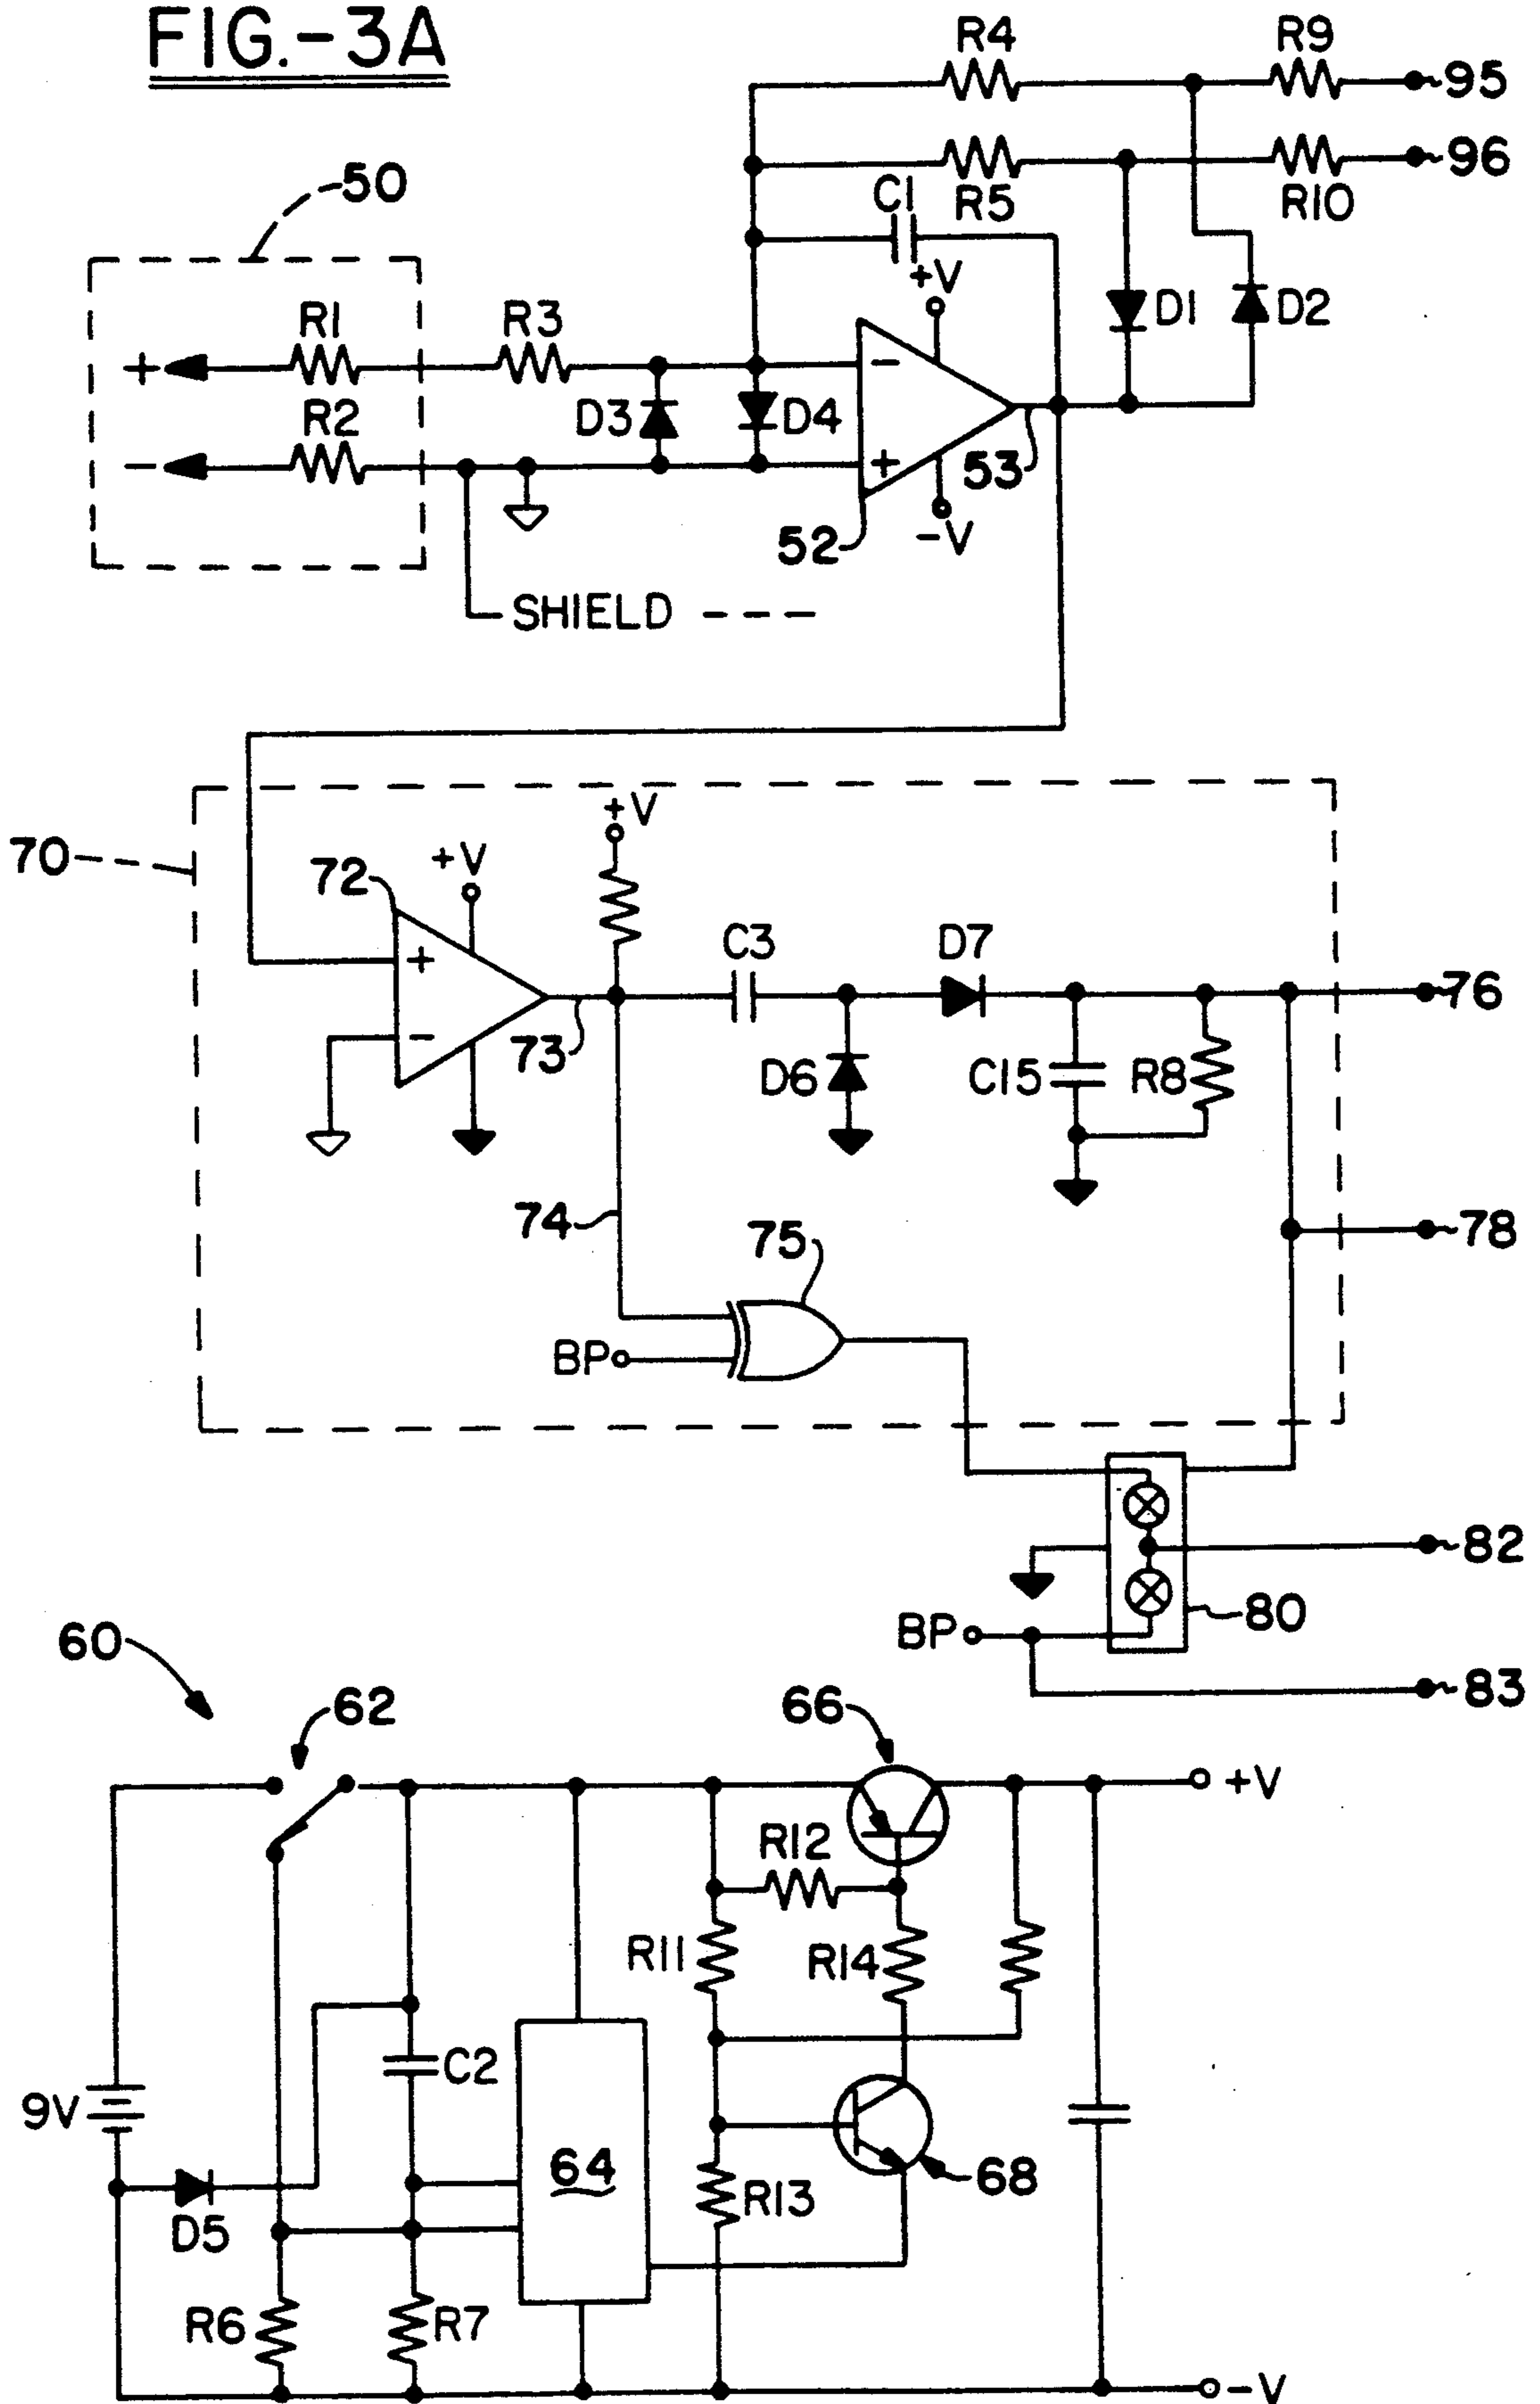 FIG.-3A
R4
R9
95
96
R5
R10
C1
50
+V
R1
R3
+
-
D1
D2
R2
D3
D4
-
+
53
52
-V
SHIELD ---
70
+V
+V
72
+
-
C3
D7
76
73
D6
C15
R8
74
75
78
BP
82
80
BP
60
83
62
66
+V
R12
R11
R14
C2
9V
64
68
R13
D5
R6
R7
-V